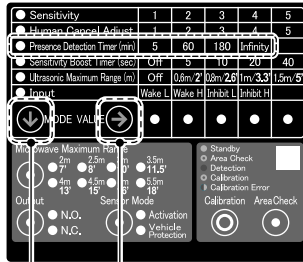 Sensitivity 1 2 3 4 5
Human Cancel Adjust 1 2 3 4 5
Presence Detection Timer (min) 5 60 180 Infinity
Sensitivity Boost Timer (sec) Off 5 10 20 40
Ultrasonic Maximum Range (m) Off 0.6m/2' 0.8m/2.6' 1m/3.3' 1.5m/5'
Input Wake L Wake H Inhibit L Inhibit H
MODE VALUE
Microwave Maximum Range
2m 2.5m 3m 3.5m
7' 8' 10' 11.5'
4m 4.5m 5m 5.5m
13' 15' 16' 18'
Output Sensor Mode
N.O. Activation
N.C. Vehicle Protection
Standby
Area Check
Detection
Calibration
Calibration Error
Calibration Area Check